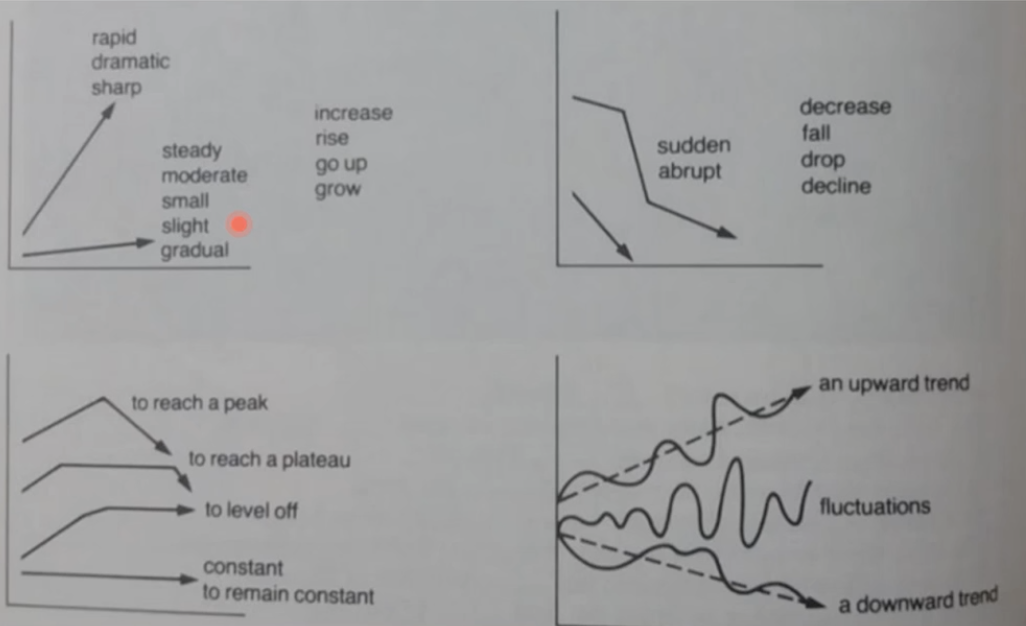 rapid
dramatic
sharp
steady
moderate
small
slight
gradual
increase
rise
go up
grow
sudden
abrupt
decrease
fall
drop
decline
to reach a peak
to reach a plateau
to level off
constant
to remain constant
an upward trend
fluctuations
a downward trend